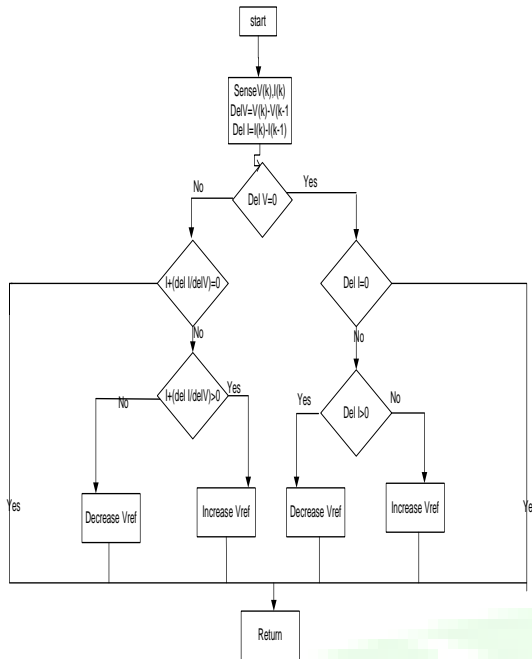 start
SenseV(k),I(k)
DelV=V(k)-V(k-1
Del I=I(k)-I(k-1)
No
Yes
Del V=0
I+(del I/delV)=0
Del I=0
No
No
I+(del I/delV)>0
Yes
No
Yes
Del I>0
No
Yes
Decrease Vref
Increase Vref
Decrease Vref
Increase Vref
Ye
Return